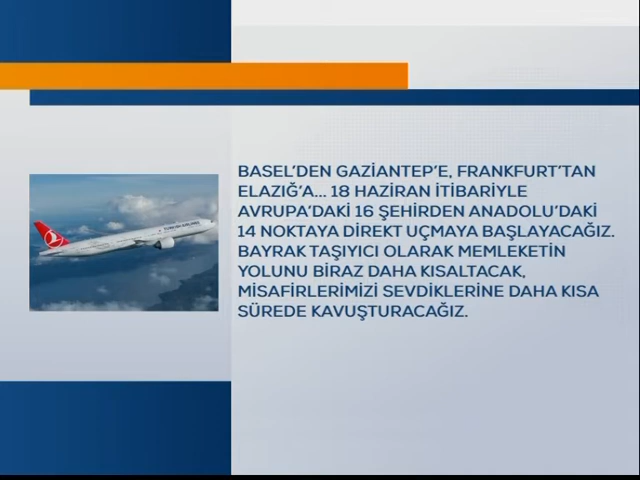 BASEL'DEN GAZİANTEP'E, FRANKFURT'TAN
ELAZIĞ'A... 18 HAZİRAN İTİBARİYLE
AVRUPA'DAKİ 16 ŞEHİRDEN ANADOLU'DAKİ
14 NOKTAYA DİREKT UÇMAYA BAŞLAYACAĞIZ.
BAYRAK TAŞIYICI OLARAK MEMLEKETİN
YOLUNU BİRAZ DAHA KISALTACAK,
MİSAFİRLERİMİZİ SEVDİKLERİNE DAHA KISA
SÜREDE KAVUŞTURACAĞIZ.
TURKISH AIRLINES